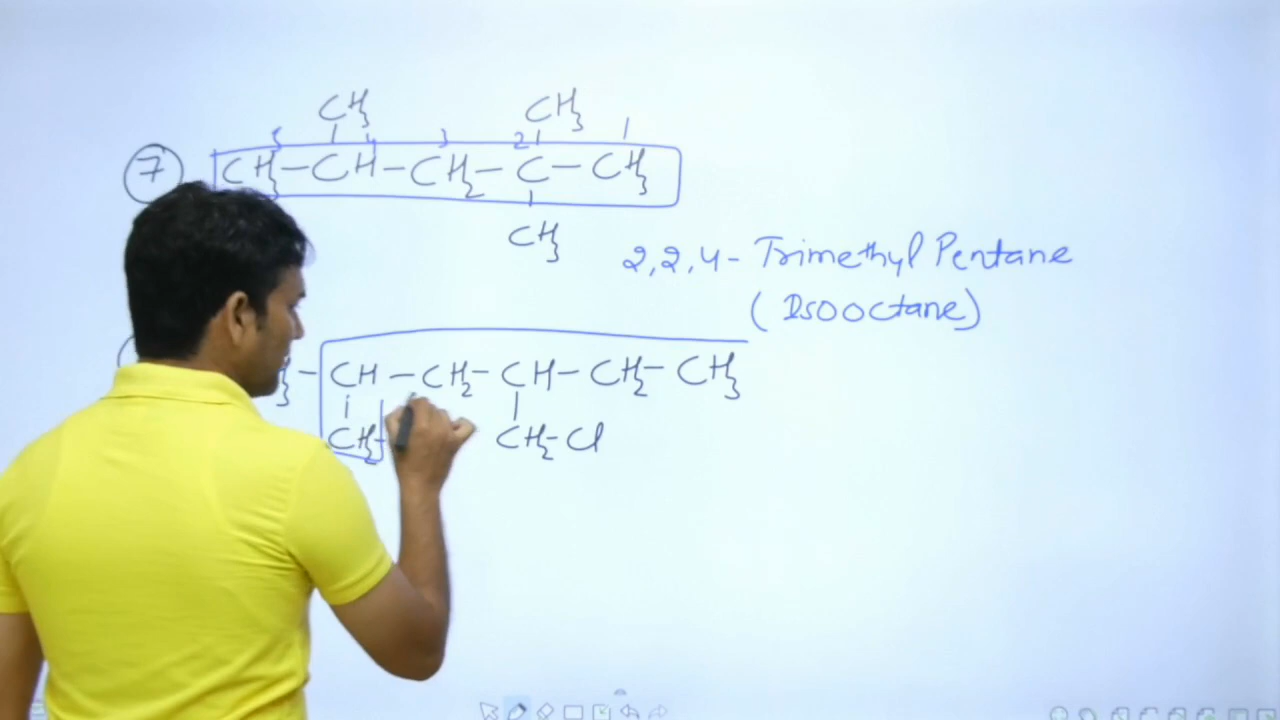 CH3 CH3
5 4 3 2 1
7 CH3-CH-CH2-C-CH3
CH3
2,2,4- Trimethyl Pentane
(Isooctane)
-CH-CH2-CH-CH2-CH3
CH2- CH2-Cl